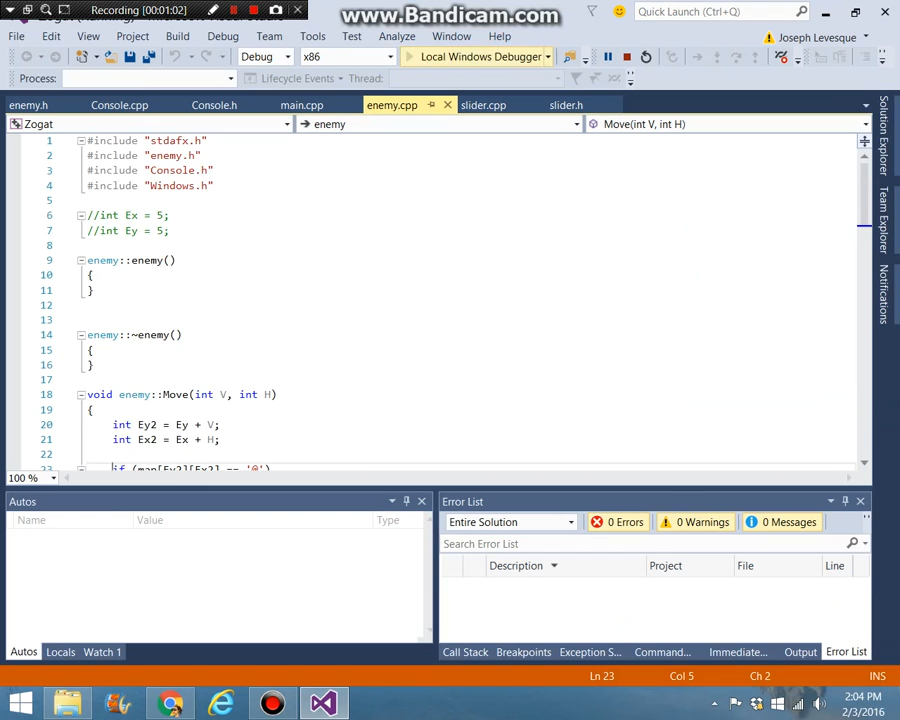 www.Bandicam.com
Recording [00:01:02]
Quick Launch (Ctrl+Q)
File Edit View Project Build Debug Team Tools Test Analyze Window Help
Joseph Levesque
Debug x86 Local Windows Debugger
Process: Lifecycle Events Thread:
enemy.h Console.cpp Console.h main.cpp enemy.cpp slider.cpp slider.h
Zogat enemy Move(int V, int H)
1 #include "stdafx.h"
2 #include "enemy.h"
3 #include "Console.h"
4 #include "Windows.h"
5
6 //int Ex = 5;
7 //int Ey = 5;
8
9 enemy::enemy()
10 {
11 }
12
13
14 enemy::~enemy()
15 {
16 }
17
18 void enemy::Move(int V, int H)
19 {
20 int Ey2 = Ey + V;
21 int Ex2 = Ex + H;
22
23 if (map[Ey2][Ex2] == '@')
100 %
Solution Explorer
Team Explorer
Notifications
Autos
Name Value Type
Autos Locals Watch 1
Error List
Entire Solution 0 Errors 0 Warnings 0 Messages
Search Error List
Description Project File Line
Call Stack Breakpoints Exception S... Command... Immediate... Output Error List
Ln 23 Col 5 Ch 2 INS
2:04 PM
2/3/2016